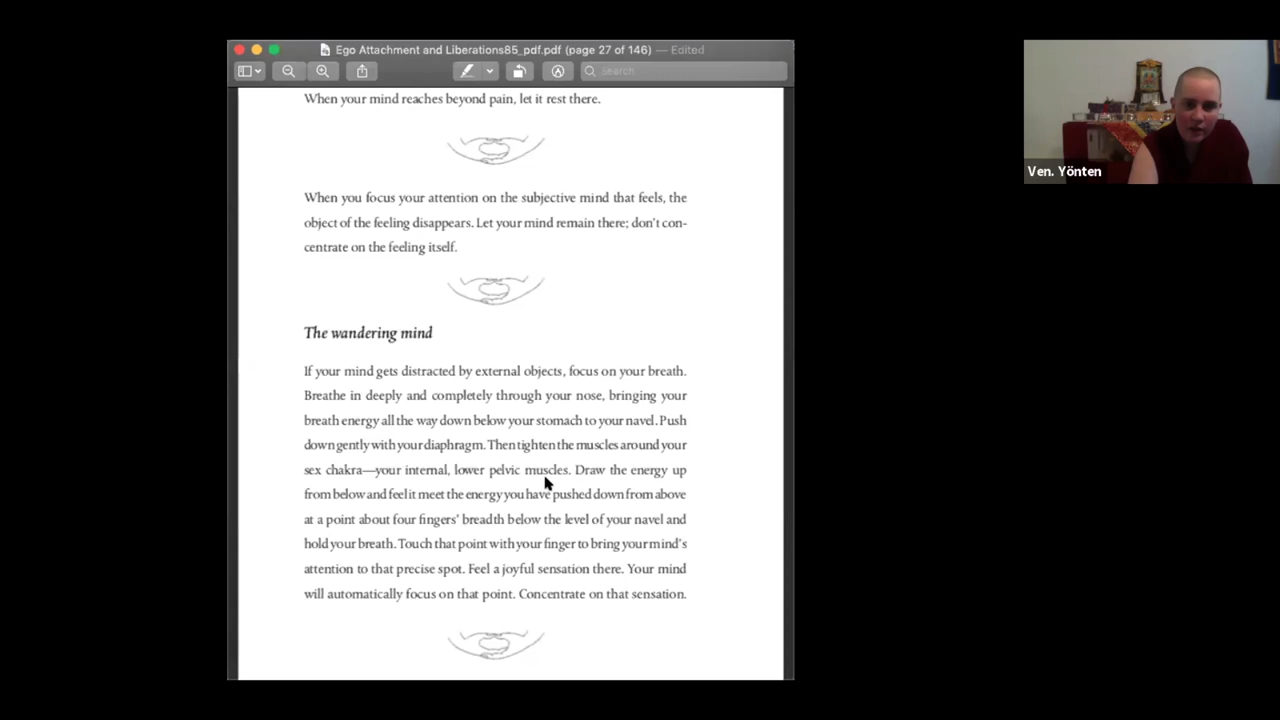 Ego Attachment and Liberations85_pdf.pdf (page 27 of 146) — Edited
Search
When your mind reaches beyond pain, let it rest there.
When you focus your attention on the subjective mind that feels, the
object of the feeling disappears. Let your mind remain there; don't con-
centrate on the feeling itself.
The wandering mind
If your mind gets distracted by external objects, focus on your breath.
Breathe in deeply and completely through your nose, bringing your
breath energy all the way down below your stomach to your navel. Push
down gently with your diaphragm. Then tighten the muscles around your
sex chakra—your internal, lower pelvic muscles. Draw the energy up
from below and feel it meet the energy you have pushed down from above
at a point about four fingers' breadth below the level of your navel and
hold your breath. Touch that point with your finger to bring your mind's
attention to that precise spot. Feel a joyful sensation there. Your mind
will automatically focus on that point. Concentrate on that sensation.
Ven. Yönten